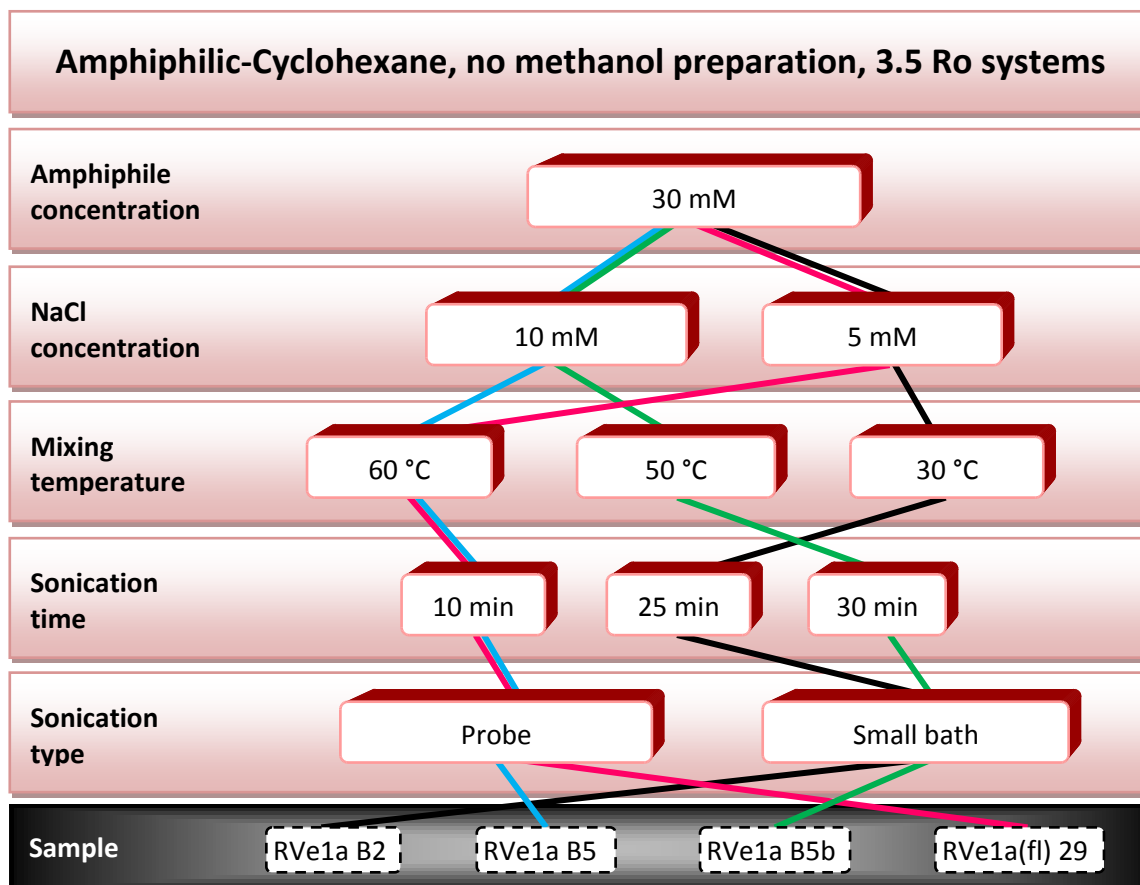 Amphiphilic-Cyclohexane, no methanol preparation, 3.5 Ro systems
Amphiphile
concentration
30 mM
NaCl
concentration
10 mM
5 mM
Mixing
temperature
60 °C
50 °C
30 °C
Sonication
time
10 min
25 min
30 min
Sonication
type
Probe
Small bath
Sample
RVe1a B2
RVe1a B5
RVe1a B5b
RVe1a(fl) 29